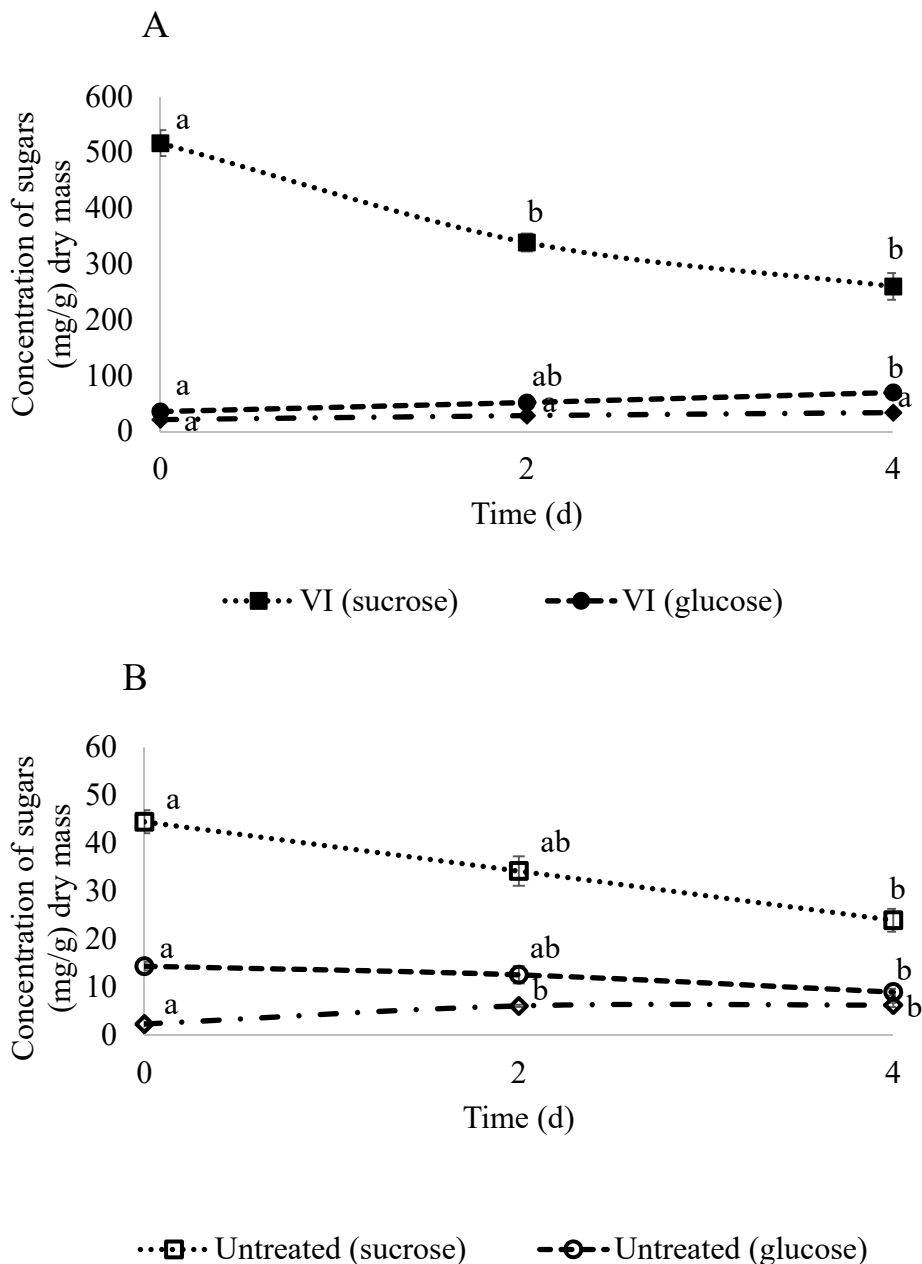 A
Concentration of sugars
(mg/g) dry mass
600
500
400
300
200
100
0
a
b
b
a
ab
b
a
a
a
0
2
4
Time (d)
VI (sucrose)
VI (glucose)
B
Concentration of sugars
(mg/g) dry mass
60
50
40
30
20
10
0
a
ab
b
a
ab
b
a
b
b
0
2
4
Time (d)
Untreated (sucrose)
Untreated (glucose)